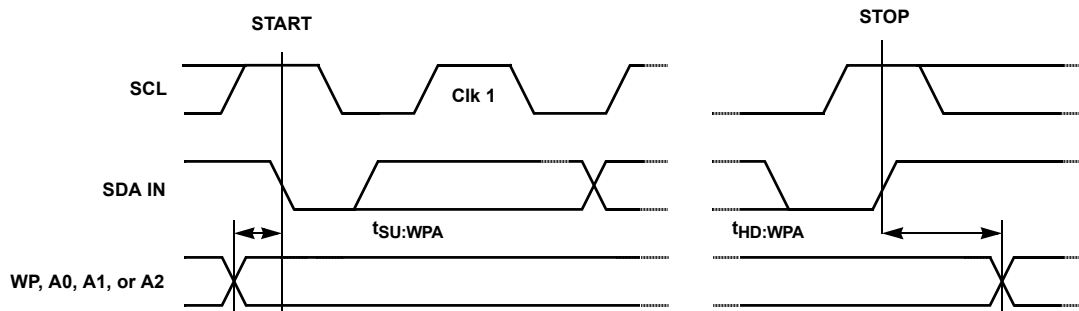 START
STOP
SCL
Clk 1
SDA IN
tSU:WPA
tHD:WPA
WP, A0, A1, or A2